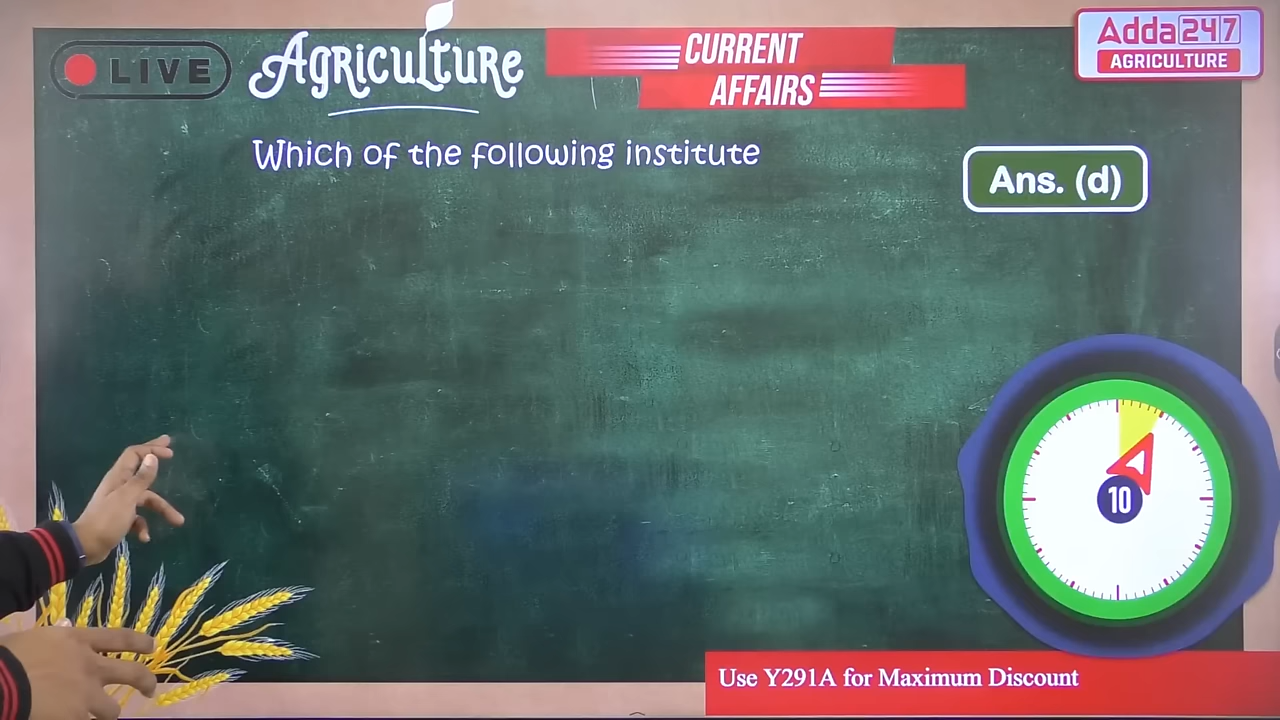 LIVE
Agriculture
CURRENT
AFFAIRS
Adda247
AGRICULTURE
Which of the following institute
Ans. (d)
10
Use Y291A for Maximum Discount